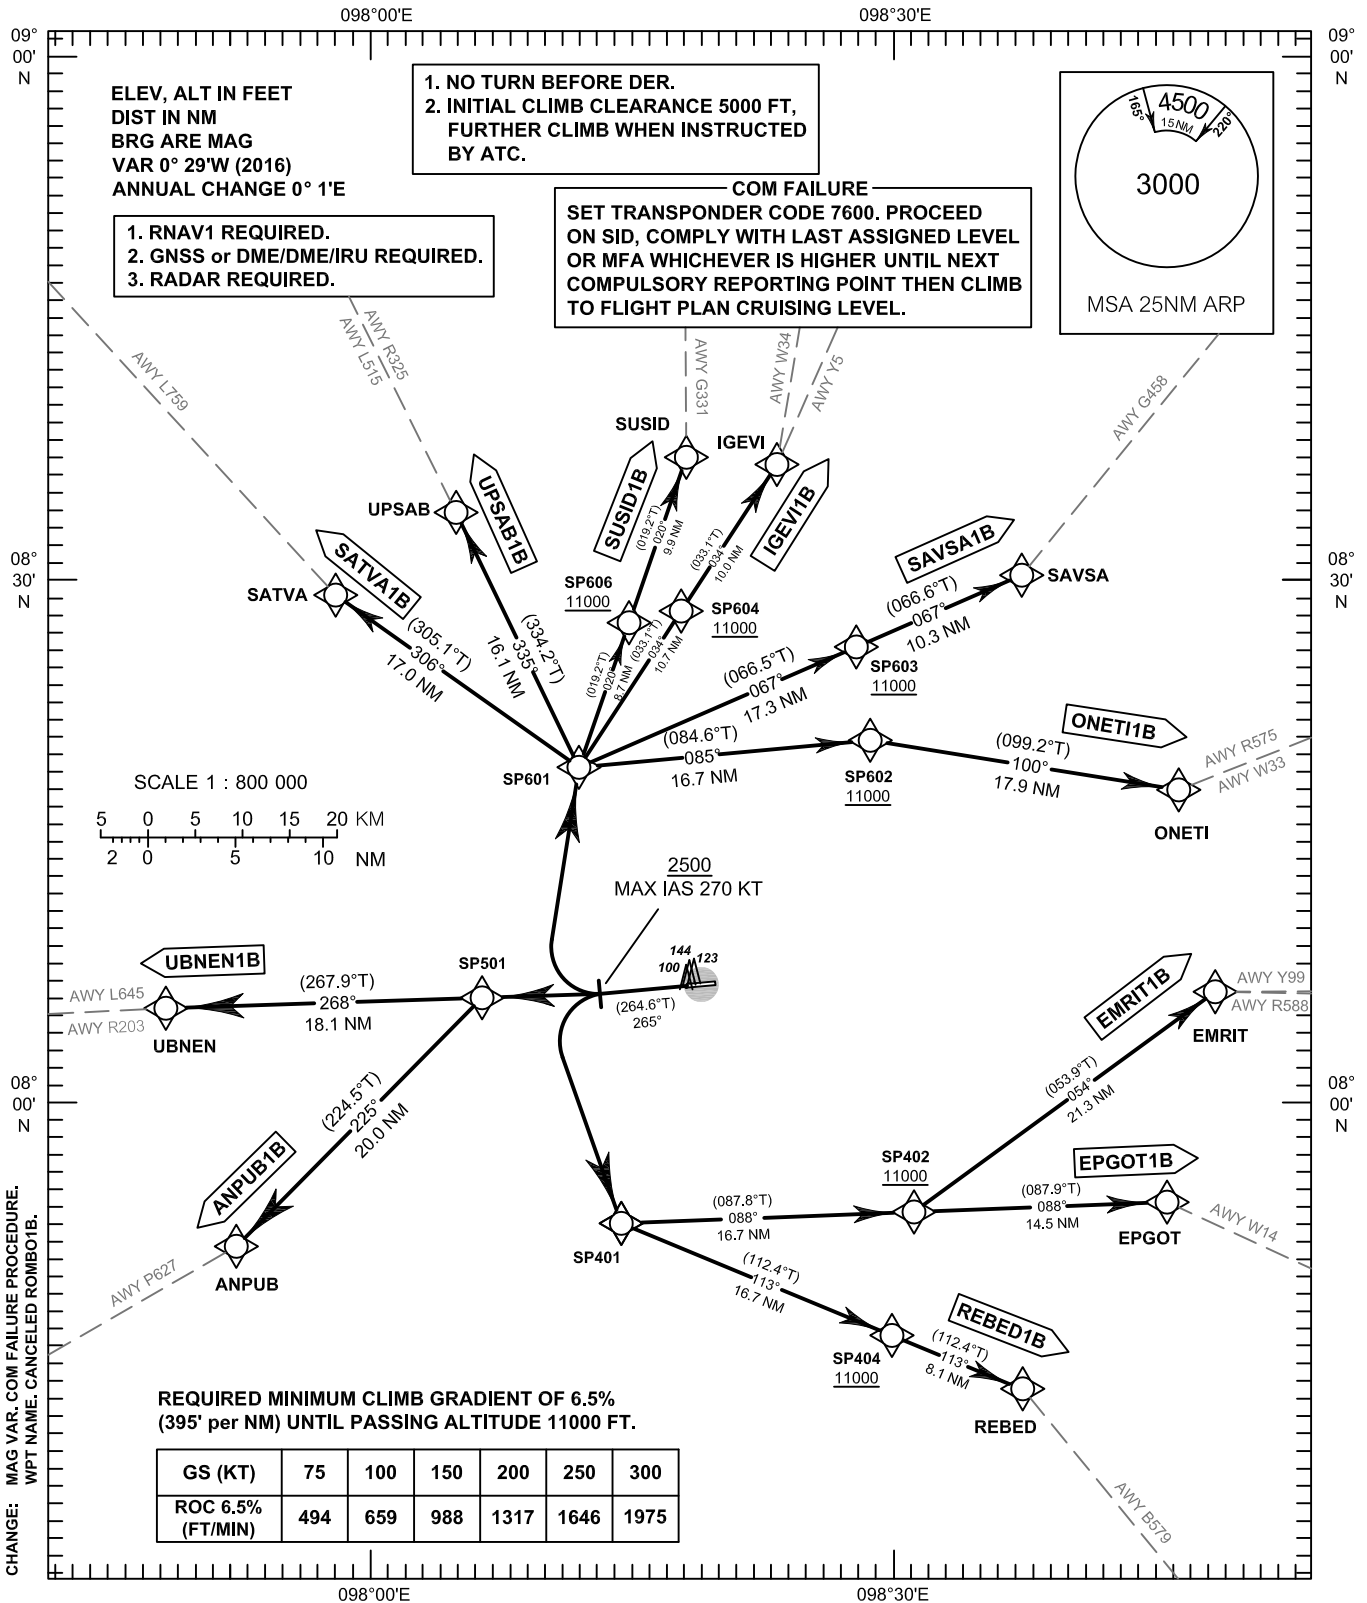 098°00'E
098°30'E
09°
00'
N
09°
00'
N
ELEV, ALT IN FEET
DIST IN NM
BRG ARE MAG
VAR 0° 29'W (2016)
ANNUAL CHANGE 0° 1'E
1. NO TURN BEFORE DER.
2. INITIAL CLIMB CLEARANCE 5000 FT,
FURTHER CLIMB WHEN INSTRUCTED
BY ATC.
165°
4500
15NM
220°
3000
MSA 25NM ARP
COM FAILURE
SET TRANSPONDER CODE 7600. PROCEED
ON SID, COMPLY WITH LAST ASSIGNED LEVEL
OR MFA WHICHEVER IS HIGHER UNTIL NEXT
COMPULSORY REPORTING POINT THEN CLIMB
TO FLIGHT PLAN CRUISING LEVEL.
1. RNAV1 REQUIRED.
2. GNSS or DME/DME/IRU REQUIRED.
3. RADAR REQUIRED.
AWY L759
AWY R325
AWY L515
AWY G331
AWY W34
AWY Y5
AWY G458
SUSID
IGEVI
UPSAB
SATVA
SAVSA
SATVA1B
UPSAB1B
SUSID1B
IGEVI1B
SAVSA1B
08°
30'
N
08°
30'
N
(019.2°T)
020°
9.9 NM
(033.1°T)
034°
10.0 NM
SP606
11000
SP604
11000
(066.6°T)
067°
10.3 NM
(305.1°T)
306°
17.0 NM
(334.2°T)
335°
16.1 NM
(019.2°T)
020°
8.7 NM
(033.1°T)
034°
10.7 NM
(066.5°T)
067°
17.3 NM
SP603
11000
(084.6°T)
085°
16.7 NM
SP601
SP602
11000
ONETI1B
(099.2°T)
100°
17.9 NM
AWY R575
AWY W33
ONETI
SCALE 1 : 800 000
5 0 5 10 15 20 KM
2 0 5 10 NM
2500
MAX IAS 270 KT
144
100
123
(264.6°T)
265°
UBNEN1B
SP501
(267.9°T)
268°
18.1 NM
AWY L645
AWY R203
UBNEN
EMRIT1B
AWY Y99
AWY R588
EMRIT
08°
00'
N
08°
00'
N
(053.9°T)
054°
21.3 NM
(224.5°T)
225°
20.0 NM
ANPUB1B
ANPUB
AWY P627
SP402
11000
EPGOT1B
(087.8°T)
088°
16.7 NM
(087.9°T)
088°
14.5 NM
SP401
EPGOT
AWY W14
(112.4°T)
113°
16.7 NM
SP404
11000
REBED1B
(112.4°T)
113°
8.1 NM
REBED
AWY B579
REQUIRED MINIMUM CLIMB GRADIENT OF 6.5%
(395' per NM) UNTIL PASSING ALTITUDE 11000 FT.
GS (KT) 75 100 150 200 250 300
ROC 6.5%
(FT/MIN) 494 659 988 1317 1646 1975
CHANGE: MAG VAR. COM FAILURE PROCEDURE.
WPT NAME. CANCELED ROMBO1B.
098°00'E
098°30'E